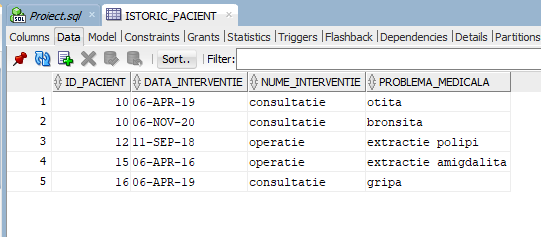 Proiect.sql × ISTORIC_PACIENT ×
Columns Data Model Constraints Grants Statistics Triggers Flashback Dependencies Details Partitions
Sort.. Filter:
ID_PACIENT DATA_INTERVENTIE NUME_INTERVENTIE PROBLEMA_MEDICALA
1 10 06-APR-19 consultatie otita
2 10 06-NOV-20 consultatie bronsita
3 12 11-SEP-18 operatie extractie polipi
4 15 06-APR-16 operatie extractie amigdalita
5 16 06-APR-19 consultatie gripa